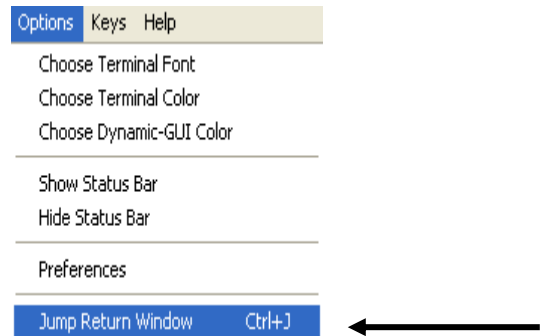 Options Keys Help
Choose Terminal Font
Choose Terminal Color
Choose Dynamic-GUI Color
Show Status Bar
Hide Status Bar
Preferences
Jump Return Window Ctrl+J